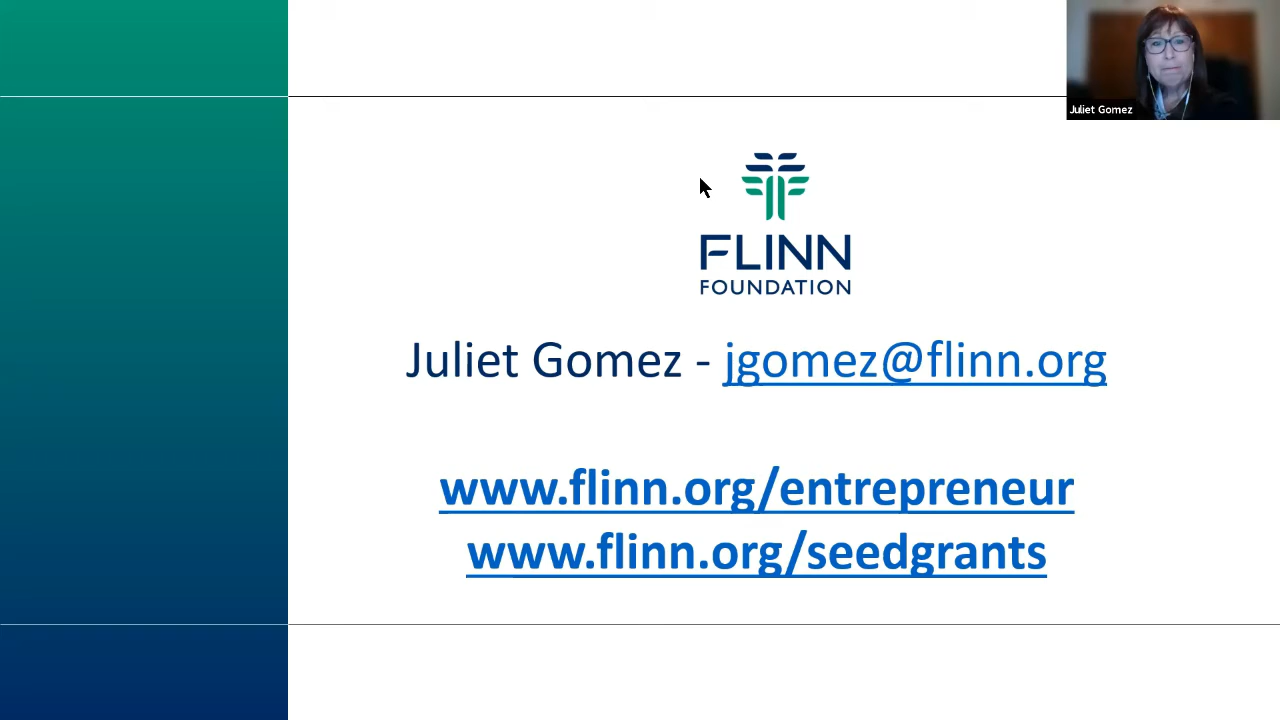 Juliet Gomez
FLINN
FOUNDATION
Juliet Gomez - jgomez@flinn.org
www.flinn.org/entrepreneur
www.flinn.org/seedgrants